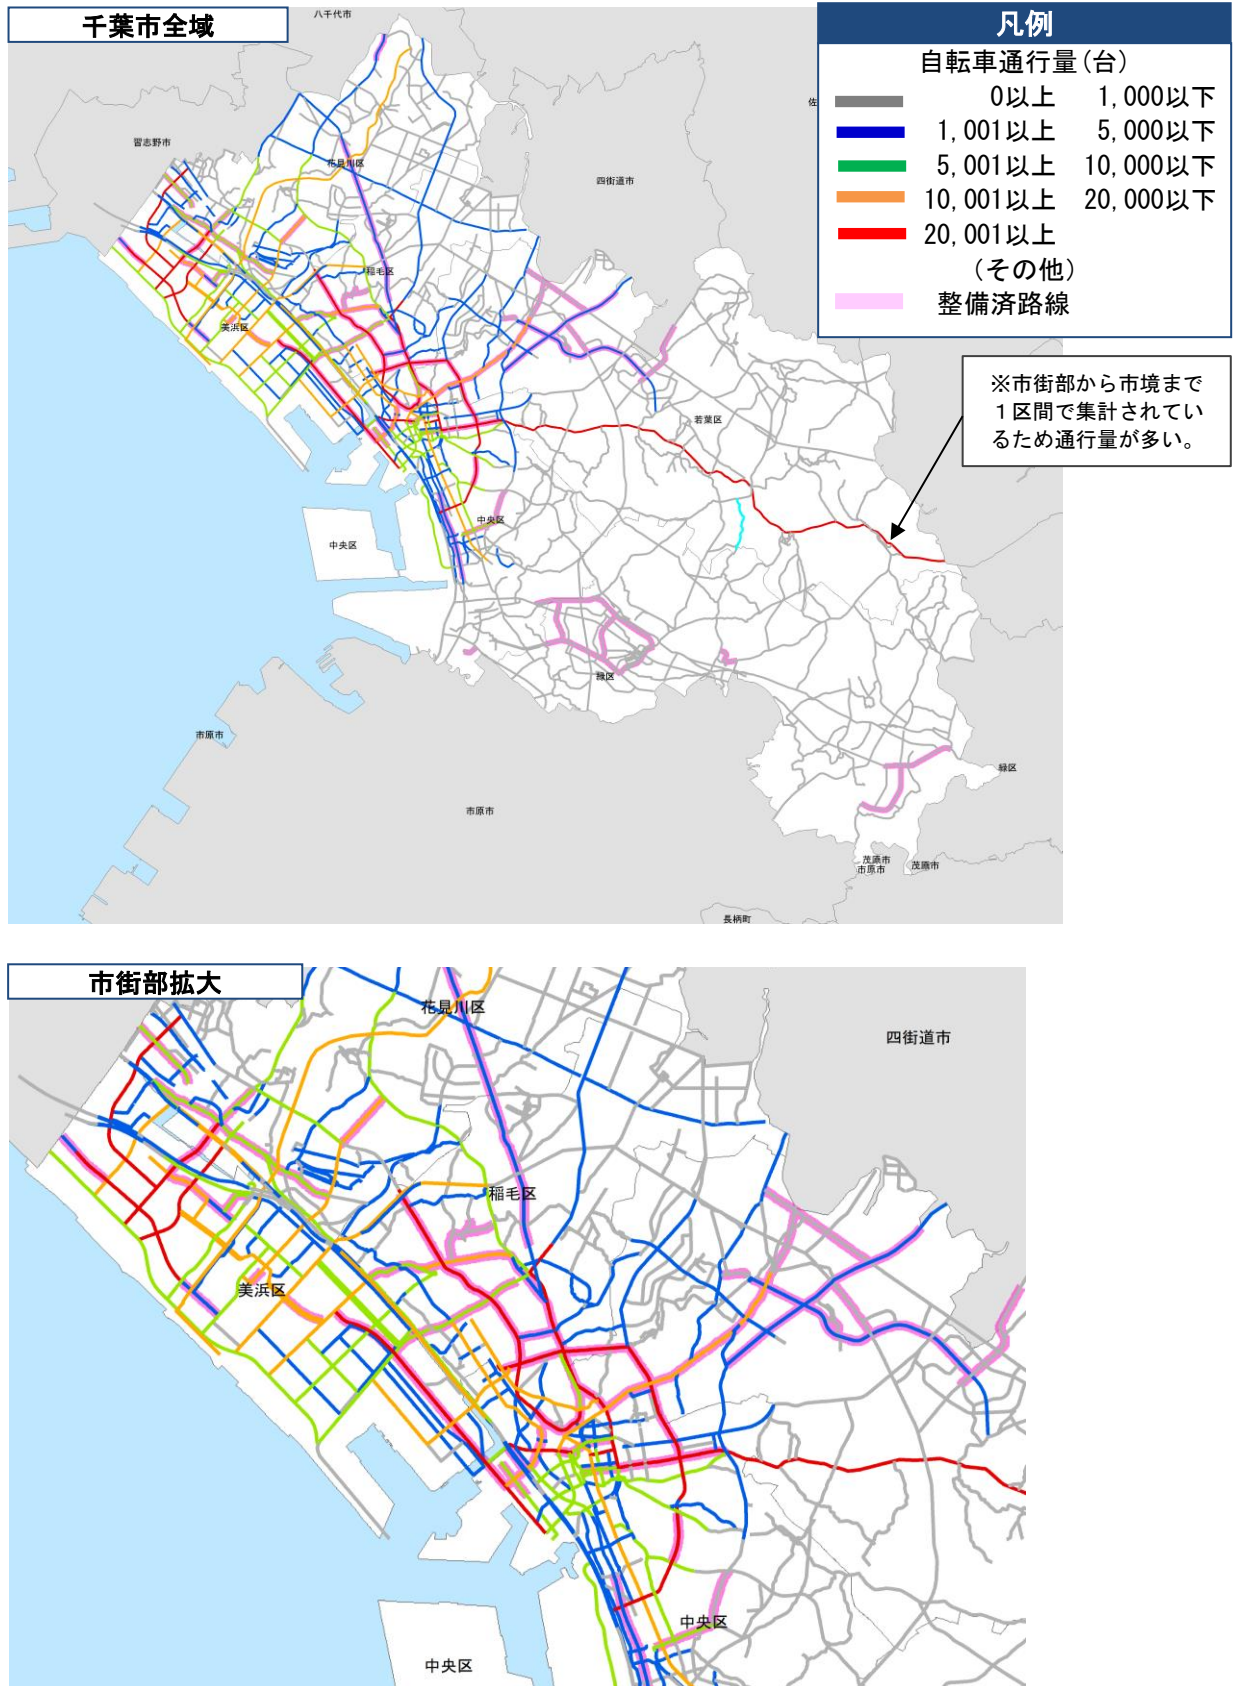 千葉市全域
八千代市
凡例
自転車通行量(台)
0以上 1,000以下
1,001以上 5,000以下
5,001以上 10,000以下
10,001以上 20,000以下
20,001以上
(その他)
整備済路線
佐
習志野市
花見川区
四街道市
稲毛区
美浜区
※市街部から市境まで
1区間で集計されてい
るため通行量が多い。
若葉区
中央区
中央区
緑区
市原市
緑区
市原市
茂原市
市原市
茂原市
長柄町
市街部拡大
花見川区
四街道市
稲毛区
美浜区
中央区
中央区